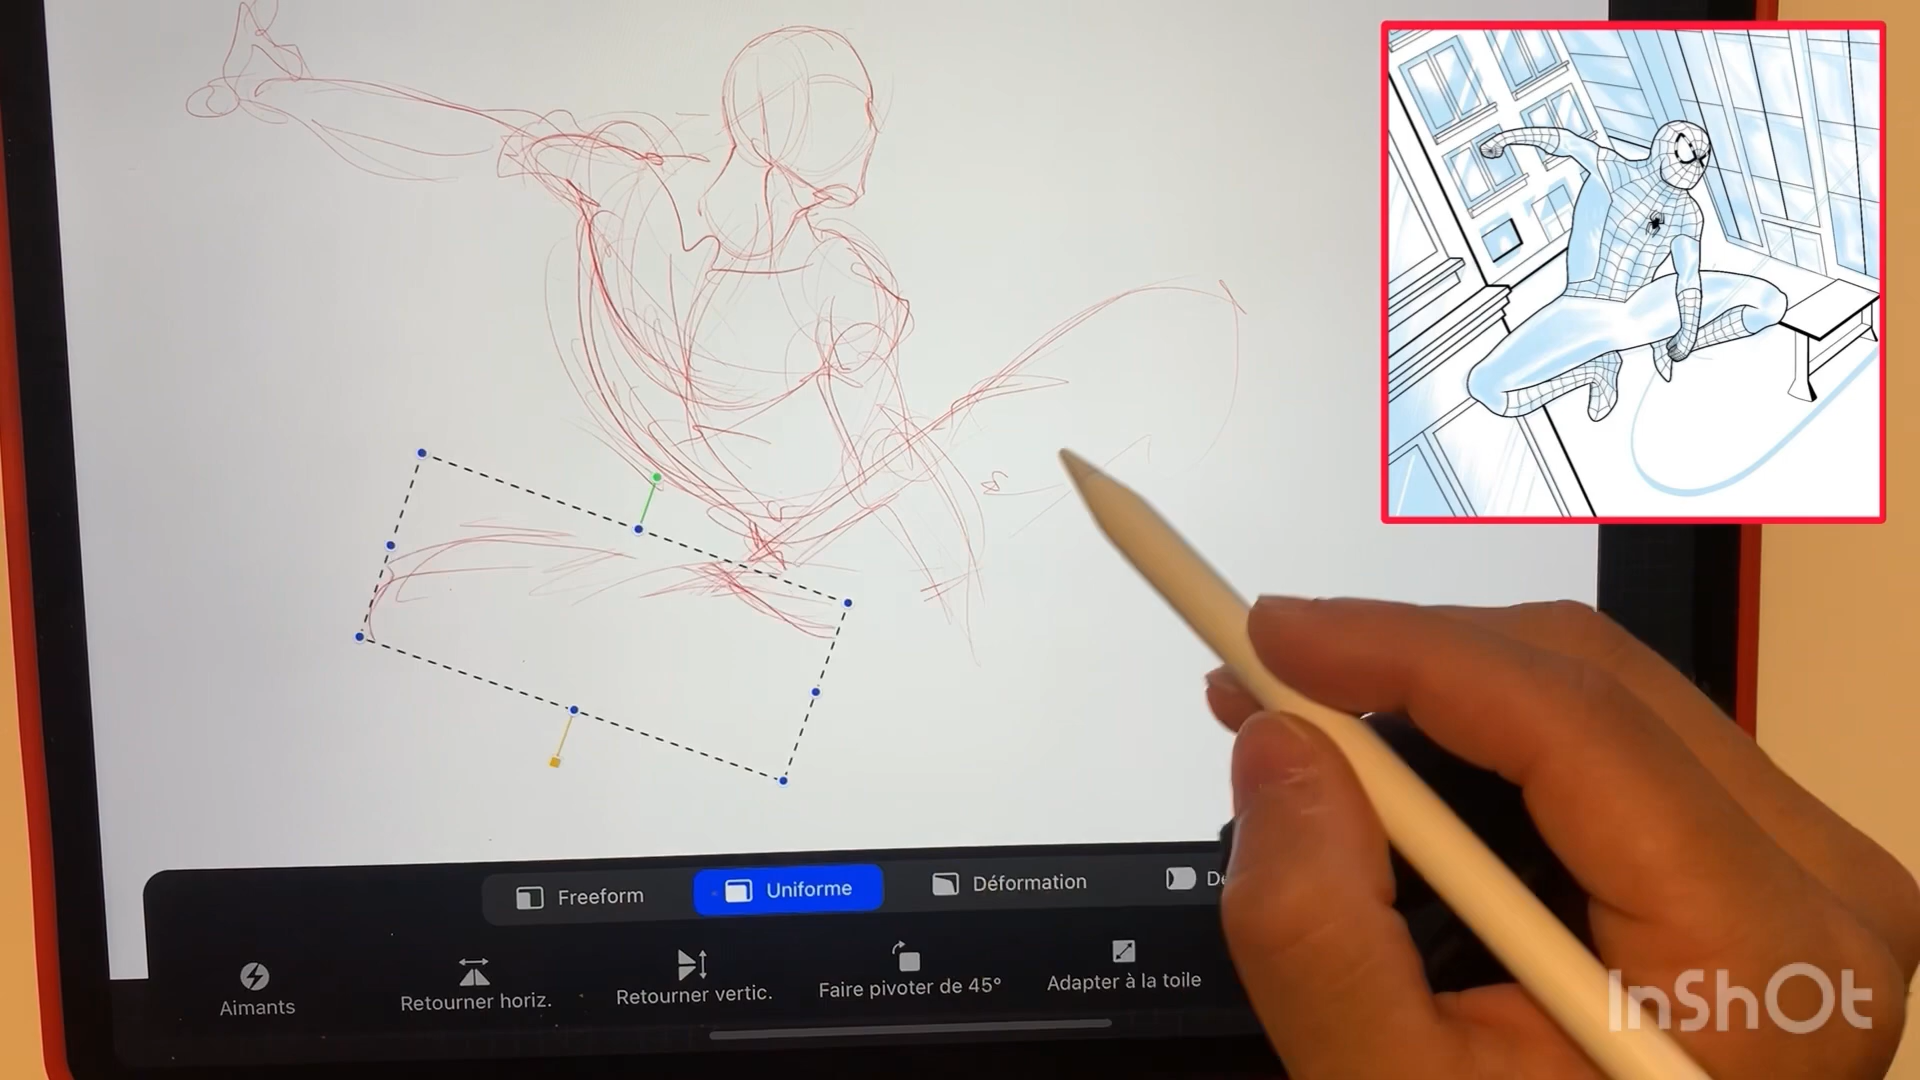 Freeform
Uniforme
Déformation
Aimants
Retourner horiz.
Retourner vertic.
Faire pivoter de 45°
Adapter à la toile
InShOt